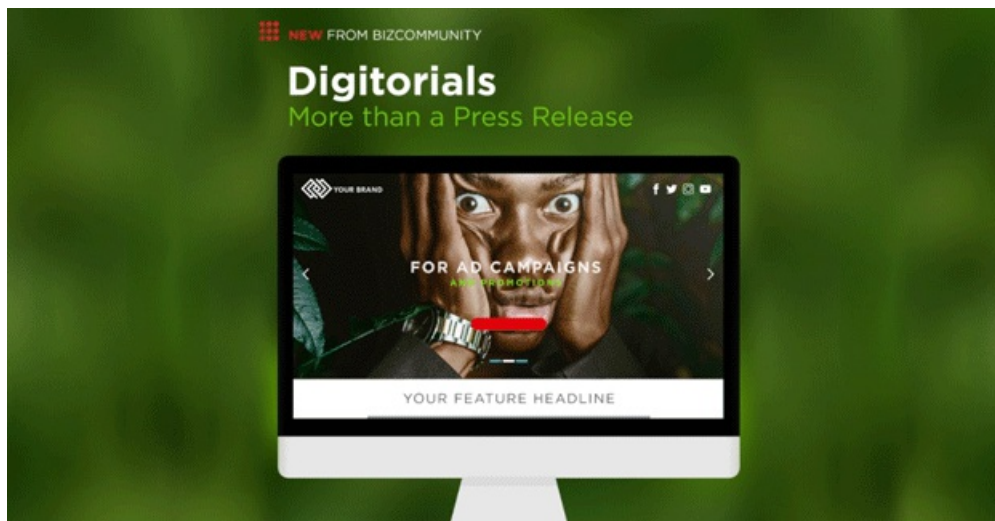 NEW FROM BIZCOMMUNITY
Digitorials
More than a Press Release
YOUR BRAND
FOR AD CAMPAIGNS
AND PROMOTIONS
YOUR FEATURE HEADLINE